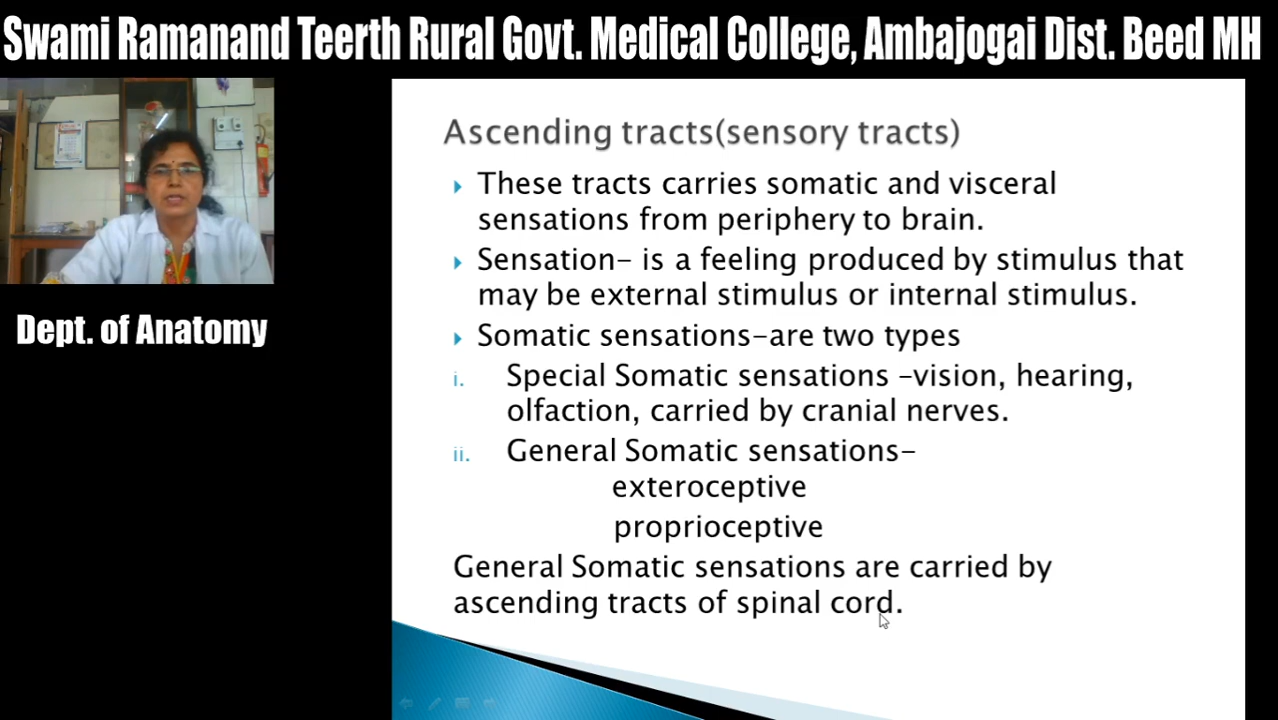 Swami Ramanand Teerth Rural Govt. Medical College, Ambajogai Dist. Beed MH
Dept. of Anatomy
Ascending tracts(sensory tracts)
These tracts carries somatic and visceral
sensations from periphery to brain.
Sensation- is a feeling produced by stimulus that
may be external stimulus or internal stimulus.
Somatic sensations-are two types
i. Special Somatic sensations –vision, hearing,
olfaction, carried by cranial nerves.
ii. General Somatic sensations-
exteroceptive
proprioceptive
General Somatic sensations are carried by
ascending tracts of spinal cord.